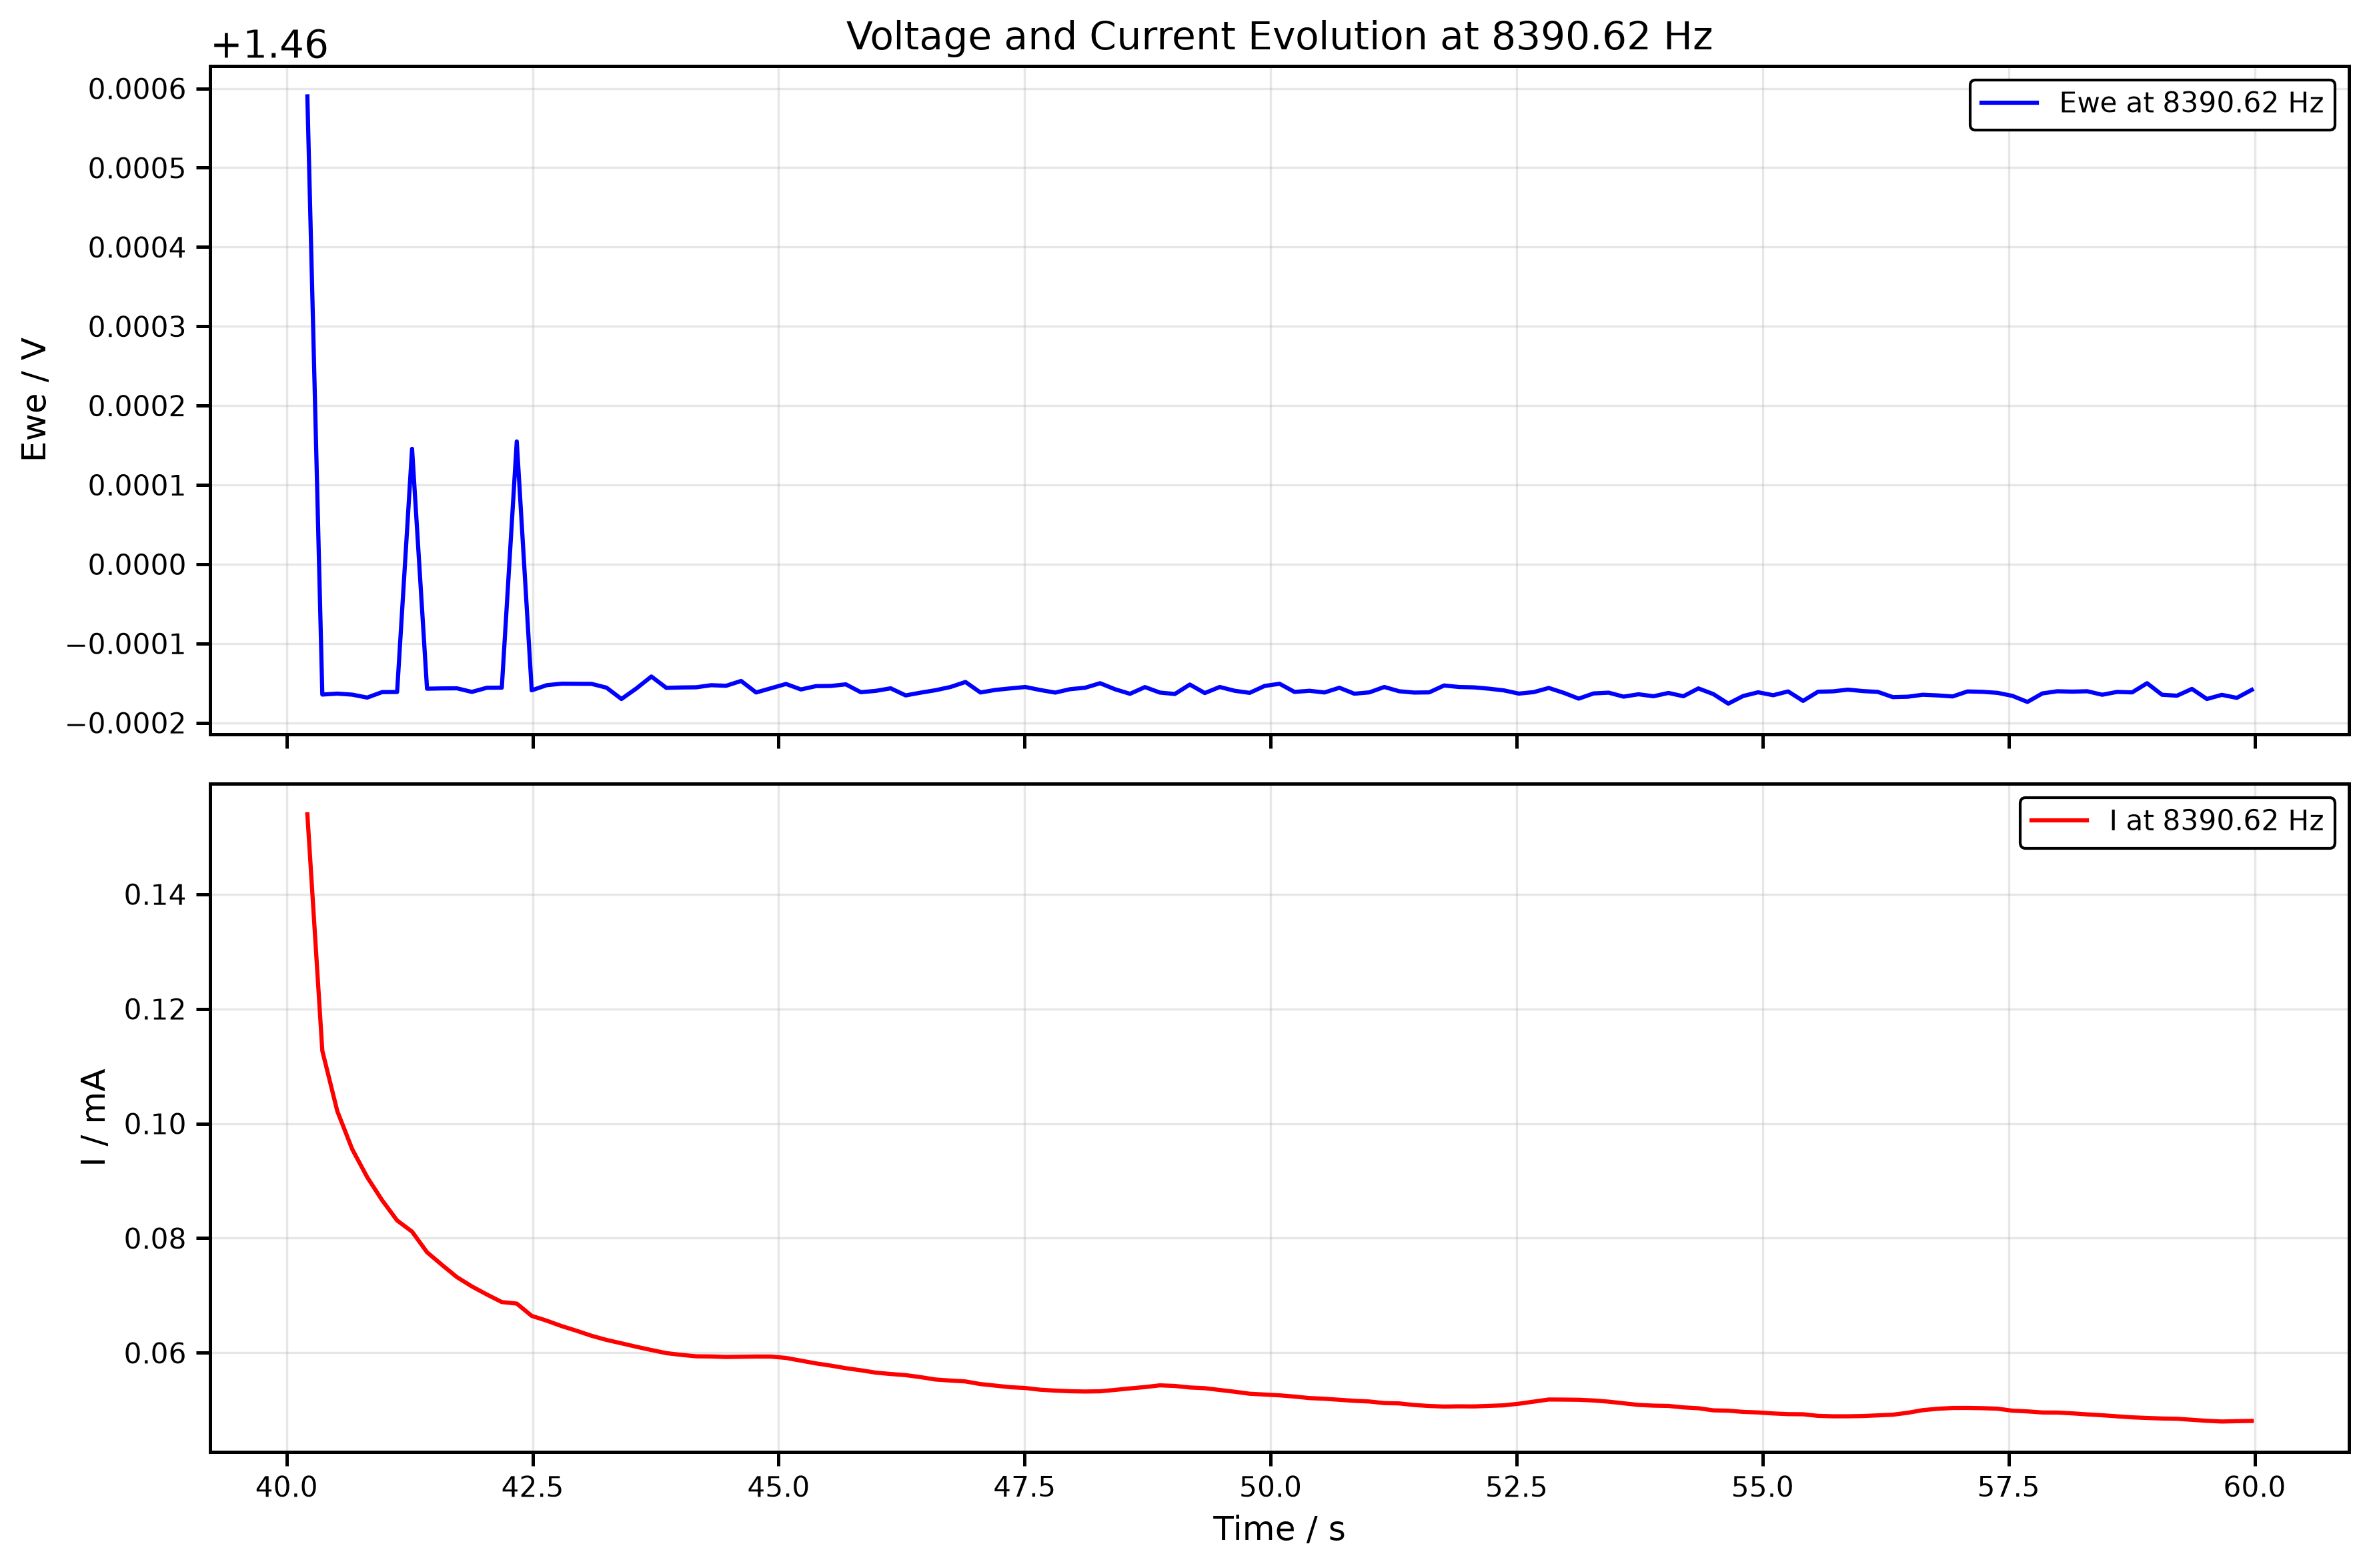 Voltage and Current Evolution at 8390.62 Hz
+1.46
Ewe at 8390.62 Hz
0.0006
0.0005
0.0004
0.0003
0.0002
0.0001
0.0000
−0.0001
−0.0002
Ewe / V
I at 8390.62 Hz
0.14
0.12
0.10
0.08
0.06
I / mA
40.0 42.5 45.0 47.5 50.0 52.5 55.0 57.5 60.0
Time / s